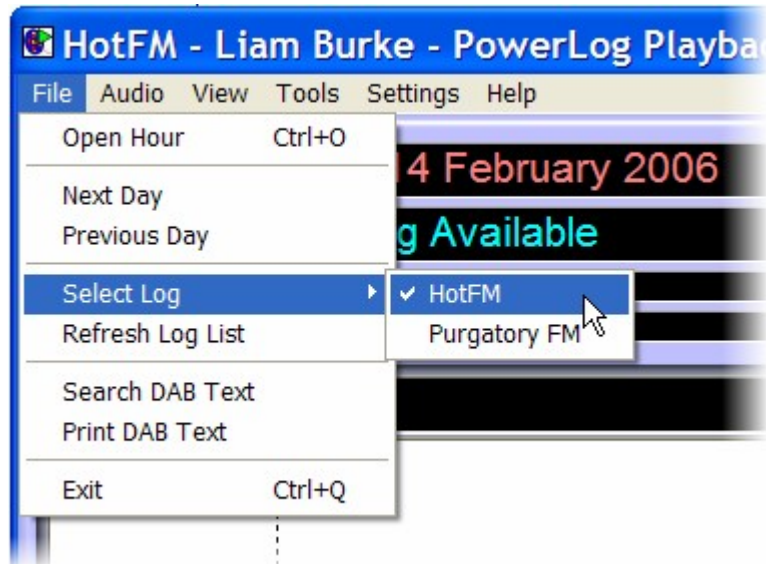 HotFM - Liam Burke - PowerLog Playba
File Audio View Tools Settings Help
Open Hour Ctrl+O
14 February 2006
Next Day
Previous Day
g Available
Select Log
HotFM
Refresh Log List
Purgatory FM
Search DAB Text
Print DAB Text
Exit Ctrl+Q